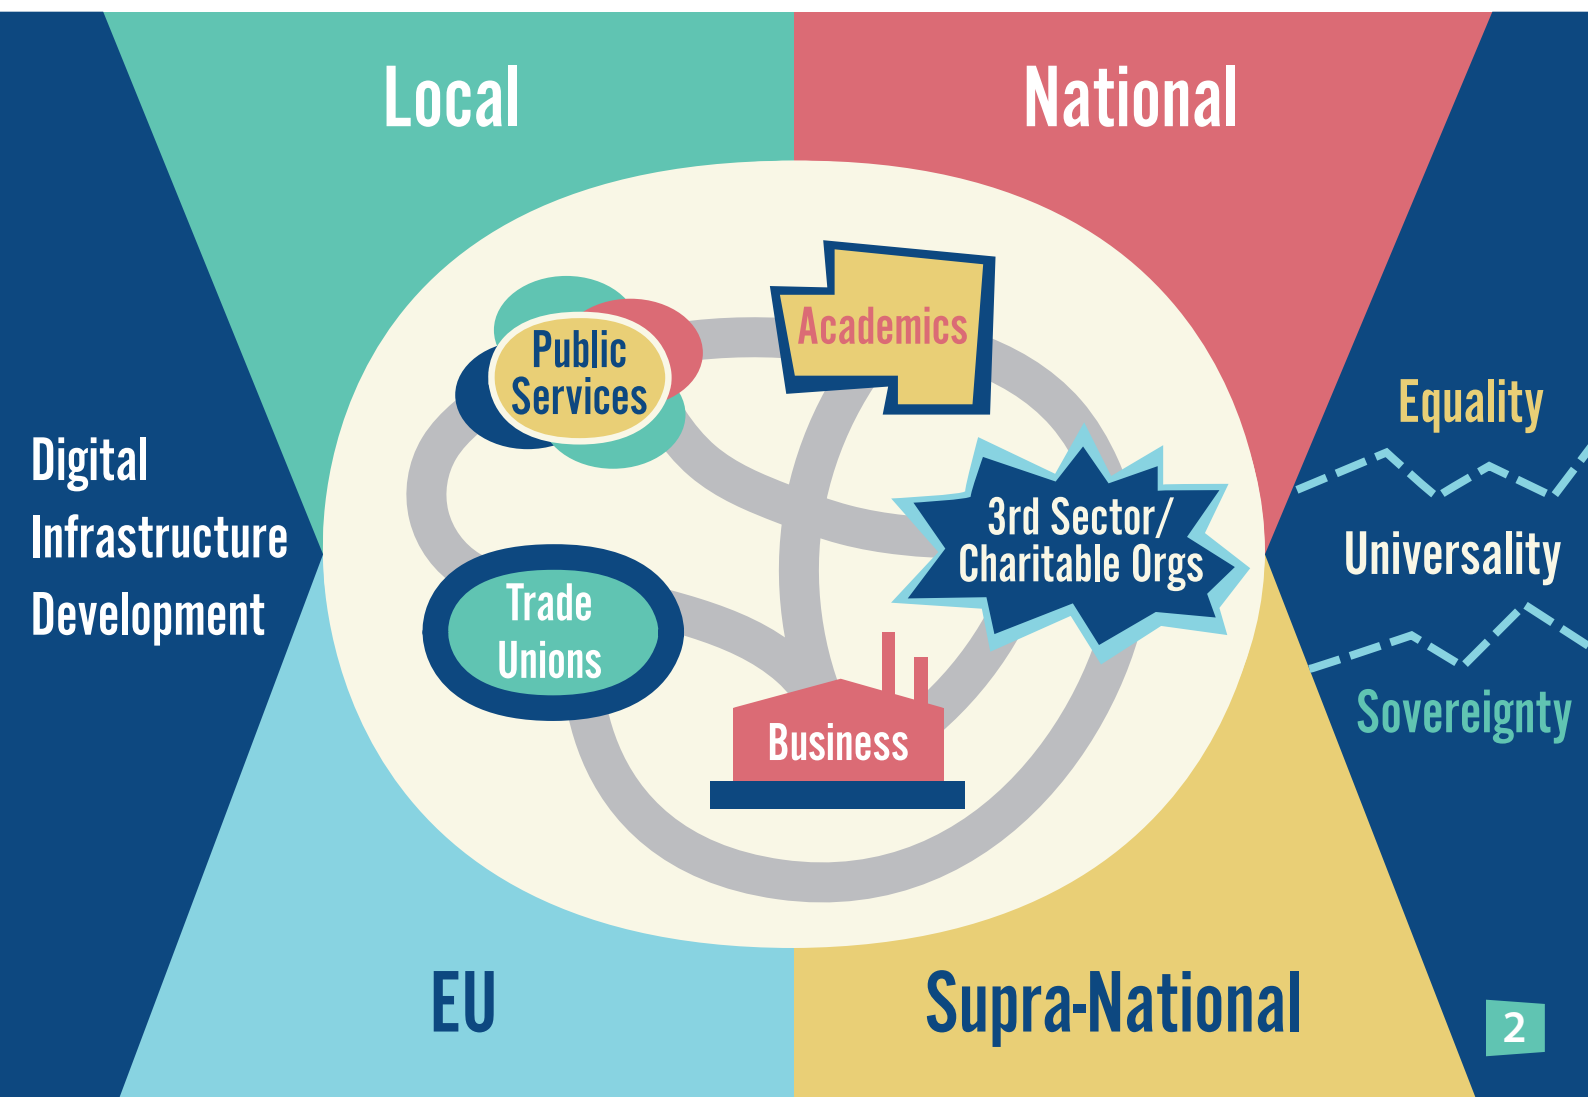 Local
National
Academics
Public
Services
Equality
Digital
Infrastructure
Development
3rd Sector/
Charitable Orgs
Universality
Trade
Unions
Sovereignty
Business
EU
Supra-National
2